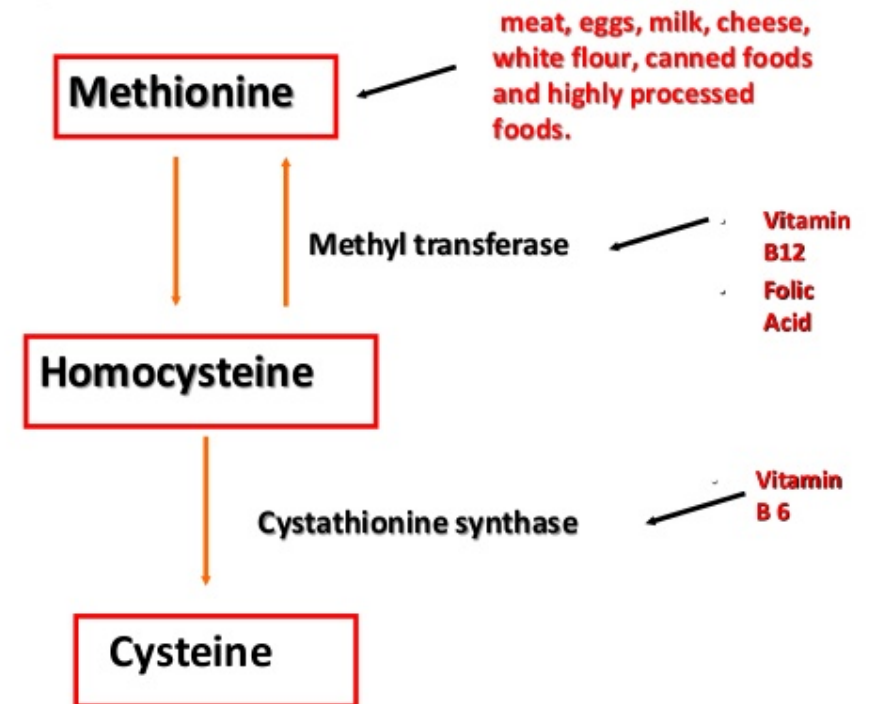 meat, eggs, milk, cheese,
white flour, canned foods
and highly processed
foods.
Methionine
Methyl transferase
Vitamin
B12
Folic
Acid
Homocysteine
Vitamin
B 6
Cystathionine synthase
Cysteine